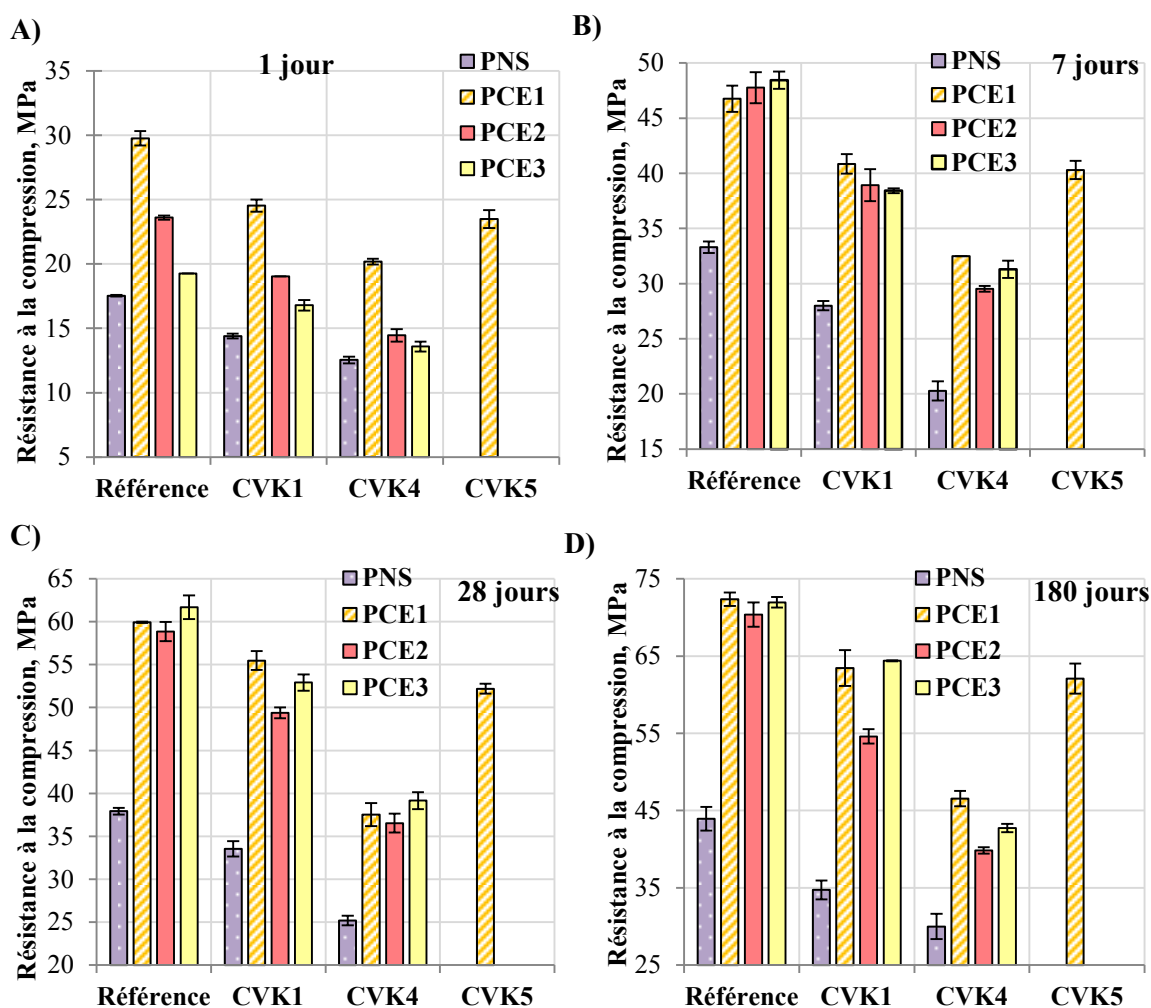 A)
1 jour
PNS
PCE1
PCE2
PCE3
Résistance à la compression, MPa
35
30
25
20
15
10
5
Référence CVK1 CVK4 CVK5
B)
7 jours
PNS
PCE1
PCE2
PCE3
Résistance à la compression, MPa
50
45
40
35
30
25
20
15
Référence CVK1 CVK4 CVK5
C)
28 jours
PNS
PCE1
PCE2
PCE3
Résistance à la compression, MPa
65
60
55
50
45
40
35
30
25
20
Référence CVK1 CVK4 CVK5
D)
180 jours
PNS
PCE1
PCE2
PCE3
Résistance à la compression, MPa
75
65
55
45
35
25
Référence CVK1 CVK4 CVK5